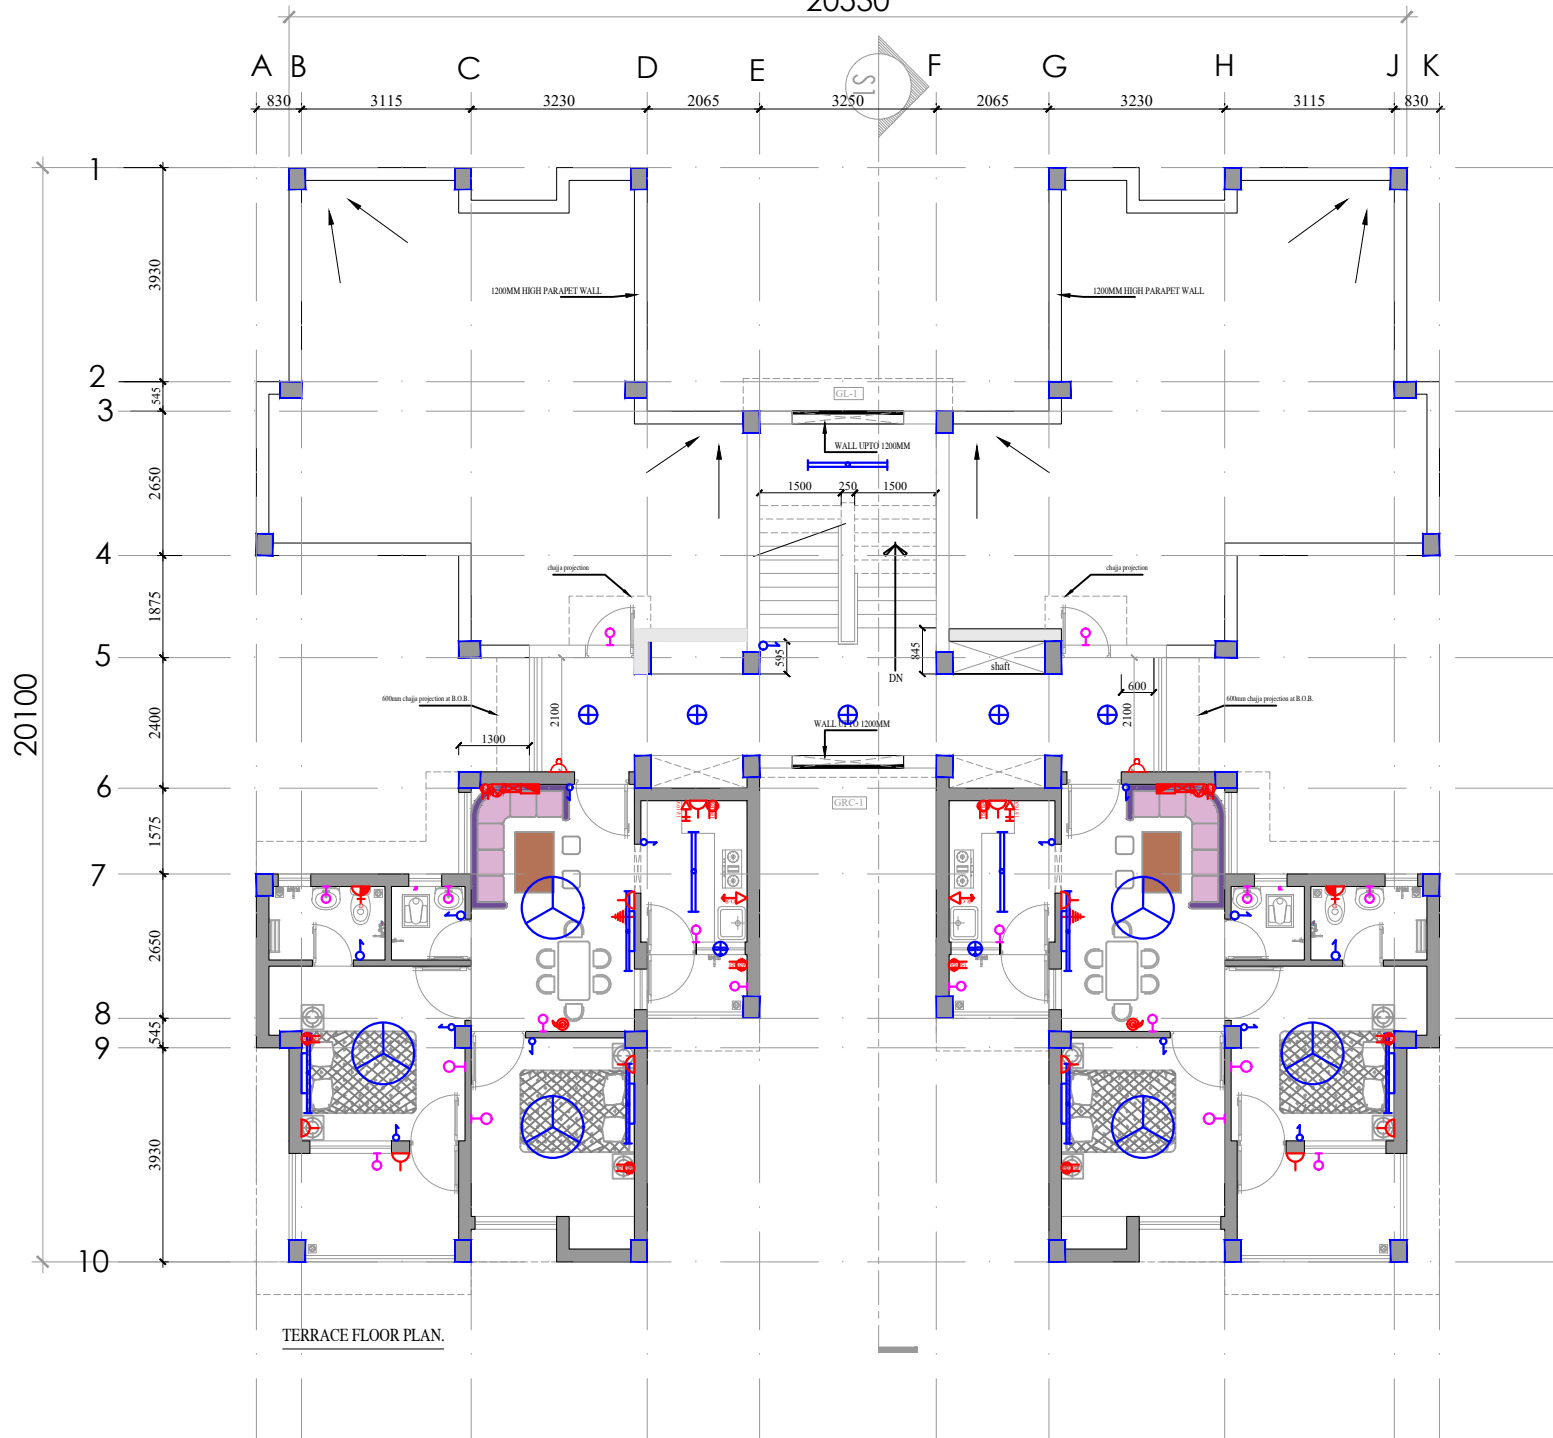 20530
A B C D E F G H J K
S1
830 3115 3230 2065 3250 2065 3230 3115 830
1
3930
1200MM HIGH PARAPET WALL
1200MM HIGH PARAPET WALL
2
545
GL-1
3
WALL UPTO 1200MM
2650
1500 250 1500
4
chajja projection
chajja projection
1875
5
595
845
shaft
DN
600
600mm chajja projection at B.O.B.
600mm chajja projection at B.O.B.
20100
2400
2100
2100
WALL UPTO 1200MM
1300
6
GRC-1
1575
7
2650
8
545
9
3930
10
TERRACE FLOOR PLAN.